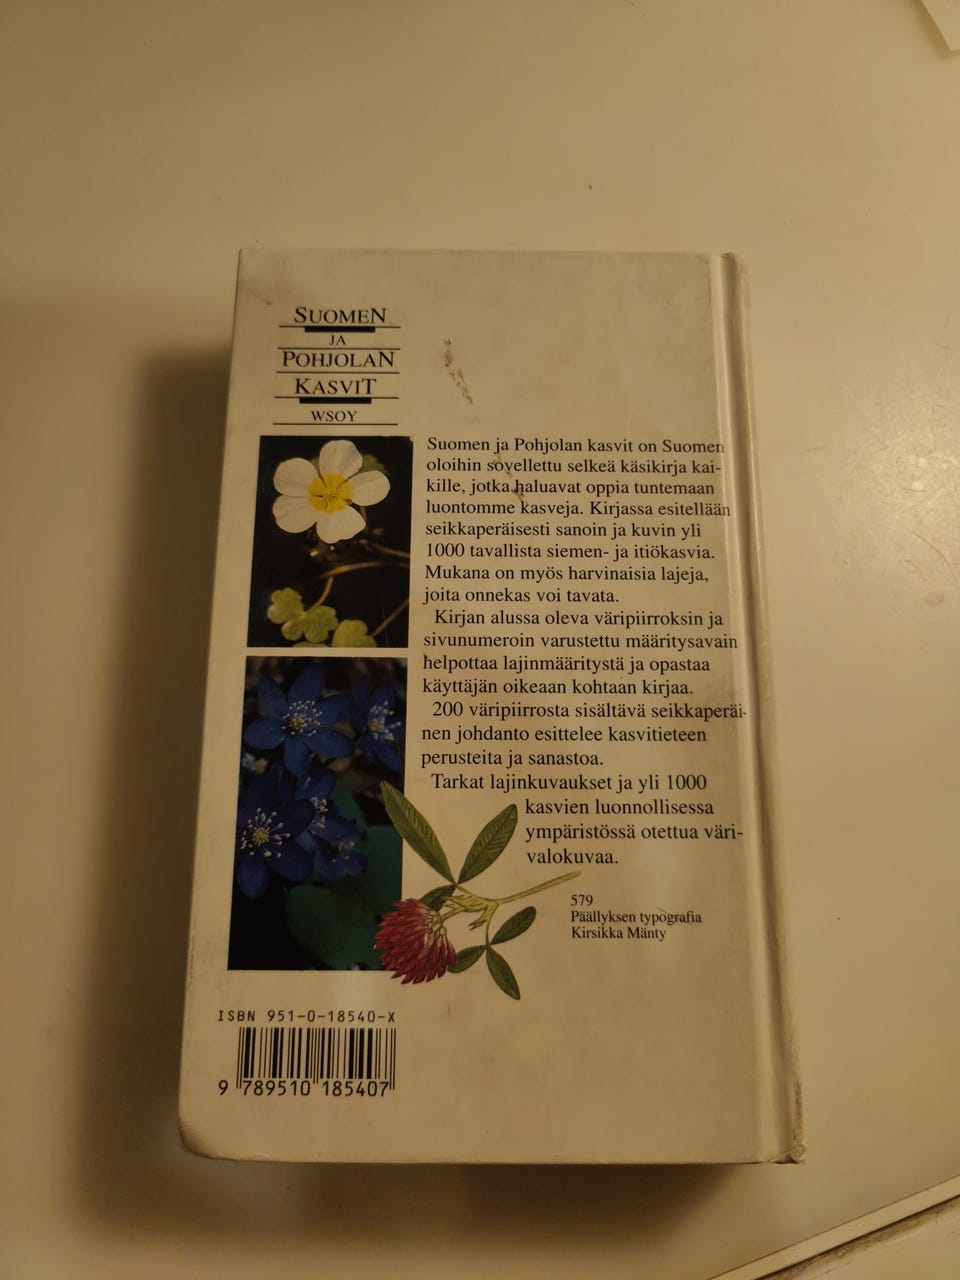 SUOMEN
JA
POHJOLAN
KASVIT
WSOY
Suomen ja Pohjolan kasvit on Suomen
oloihin sovellettu selkeä käsikirja kai-
kille, jotka haluavat oppia tuntemaan
luontomme kasveja. Kirjassa esitellään
seikkaperäisesti sanoin ja kuvin yli
1000 tavallista siemen- ja itiökasvia.
Mukana on myös harvinaisia lajeja,
joita onnekas voi tavata.
Kirjan alussa oleva väripiirroksin ja
sivunumeroin varustettu määritysavain
helpottaa lajinmääritystä ja opastaa
käyttäjän oikeaan kohtaan kirjaa.
200 väripiirrosta sisältävä seikkaperäi-
nen johdanto esittelee kasvitieteen
perusteita ja sanastoa.
Tarkat lajinkuvaukset ja yli 1000
kasvien luonnollisessa
ympäristössä otettua väri-
valokuvaa.
579
Päällyksen typografia
Kirsikka Mänty
ISBN 951-0-18540-X
9 789510 185407